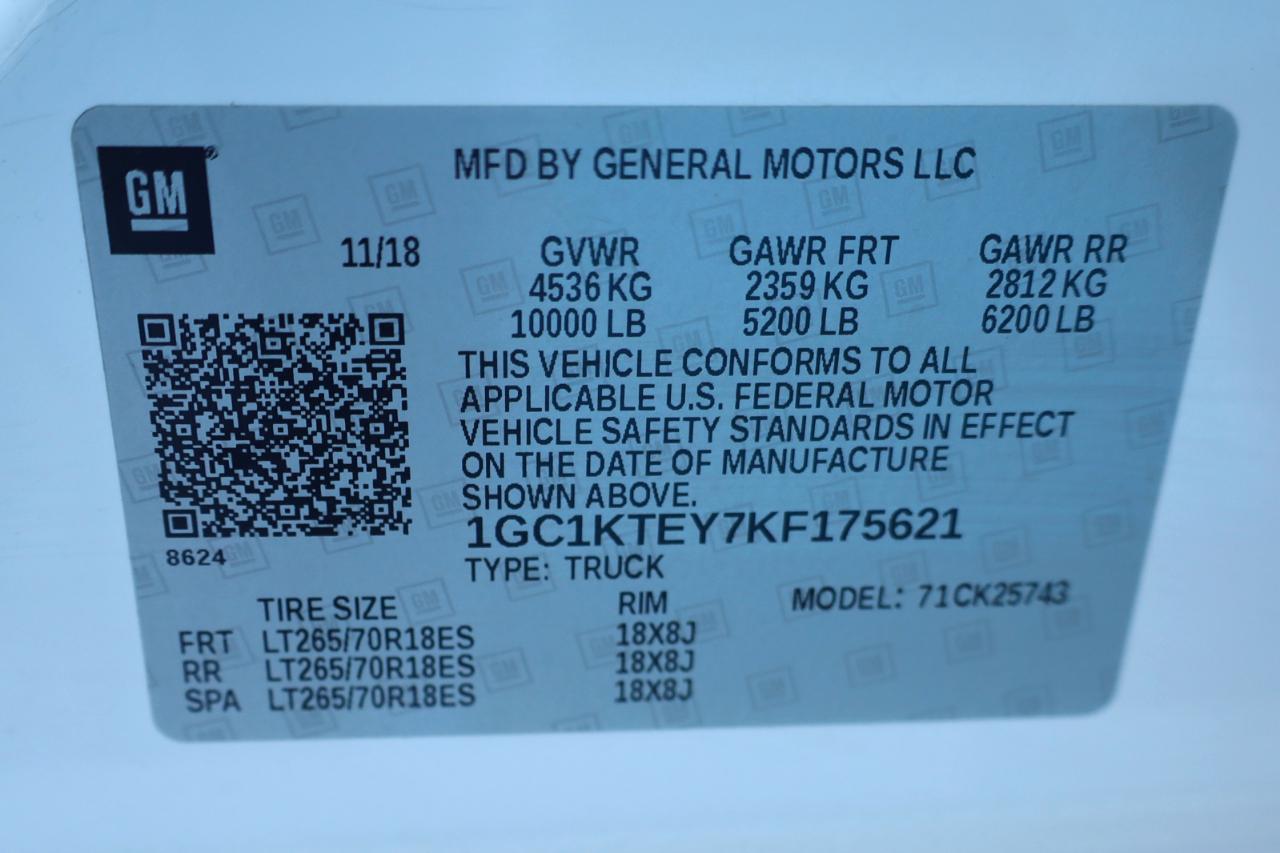 GM
MFD BY GENERAL MOTORS LLC
11/18 GVWR GAWR FRT GAWR RR
4536 KG 2359 KG 2812 KG
10000 LB 5200 LB 6200 LB
THIS VEHICLE CONFORMS TO ALL
APPLICABLE U.S. FEDERAL MOTOR
VEHICLE SAFETY STANDARDS IN EFFECT
ON THE DATE OF MANUFACTURE
SHOWN ABOVE.
1GC1KTEY7KF175621
8624
TYPE: TRUCK
TIRE SIZE RIM MODEL: 71CK25743
FRT LT265/70R18ES 18X8J
RR LT265/70R18ES 18X8J
SPA LT265/70R18ES 18X8J